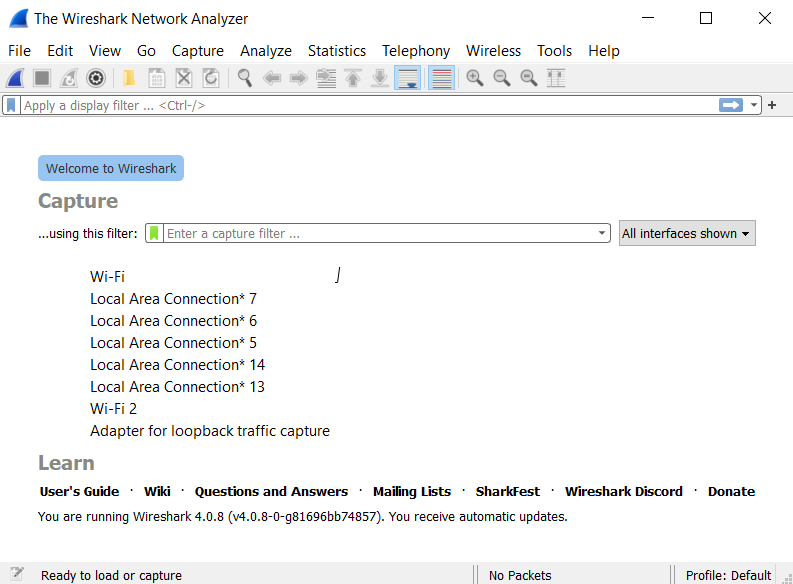 The Wireshark Network Analyzer
File Edit View Go Capture Analyze Statistics Telephony Wireless Tools Help
Apply a display filter ... <Ctrl-/>
Welcome to Wireshark
Capture
...using this filter: Enter a capture filter ... All interfaces shown
Wi-Fi
Local Area Connection* 7
Local Area Connection* 6
Local Area Connection* 5
Local Area Connection* 14
Local Area Connection* 13
Wi-Fi 2
Adapter for loopback traffic capture
Learn
User's Guide · Wiki · Questions and Answers · Mailing Lists · SharkFest · Wireshark Discord · Donate
You are running Wireshark 4.0.8 (v4.0.8-0-g81696bb74857). You receive automatic updates.
Ready to load or capture No Packets Profile: Default